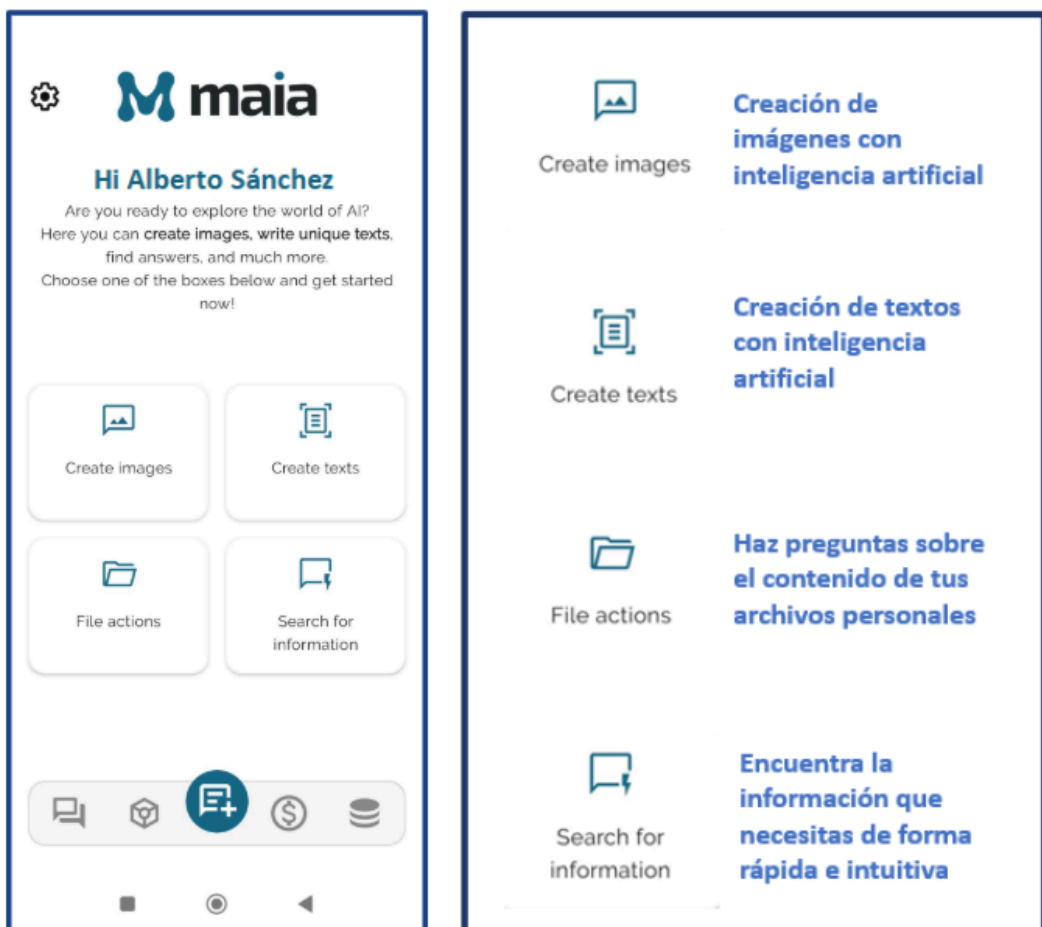 maia
Hi Alberto Sánchez
Are you ready to explore the world of AI?
Here you can create images, write unique texts,
find answers, and much more.
Choose one of the boxes below and get started
now!
Create images
Create texts
File actions
Search for
information
Create images
Creación de
imágenes con
inteligencia artificial
Create texts
Creación de textos
con inteligencia
artificial
File actions
Haz preguntas sobre
el contenido de tus
archivos personales
Search for
information
Encuentra la
información que
necesitas de forma
rápida e intuitiva